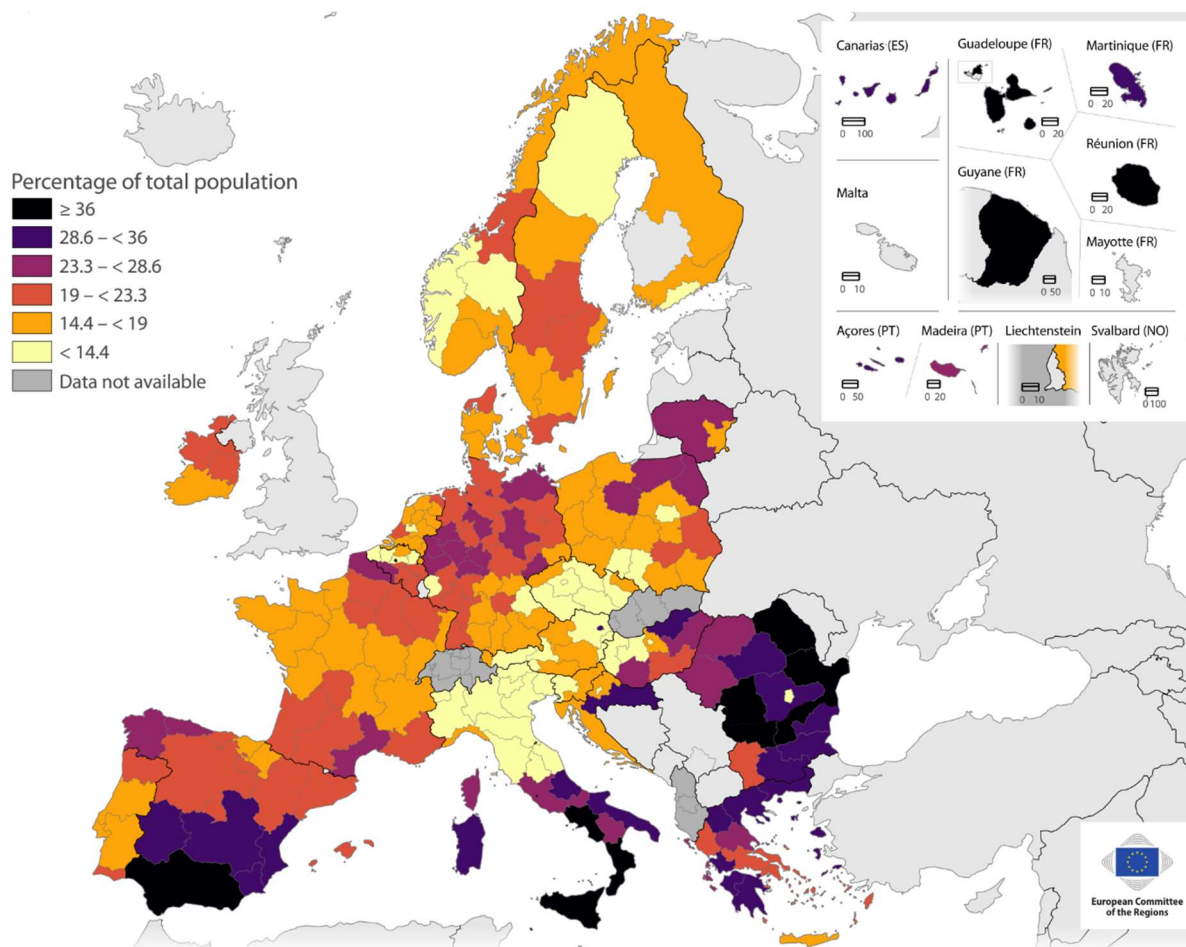 Percentage of total population
≥ 36
28.6 – < 36
23.3 – < 28.6
19 – < 23.3
14.4 – < 19
< 14.4
Data not available
Canarias (ES)
0 100
Guadeloupe (FR)
0 20
Martinique (FR)
0 20
Réunion (FR)
0 20
Malta
0 10
Guyane (FR)
0 50
Mayotte (FR)
0 10
Açores (PT)
0 50
Madeira (PT)
0 20
Liechtenstein
0 10
Svalbard (NO)
0 100
European Committee
of the Regions